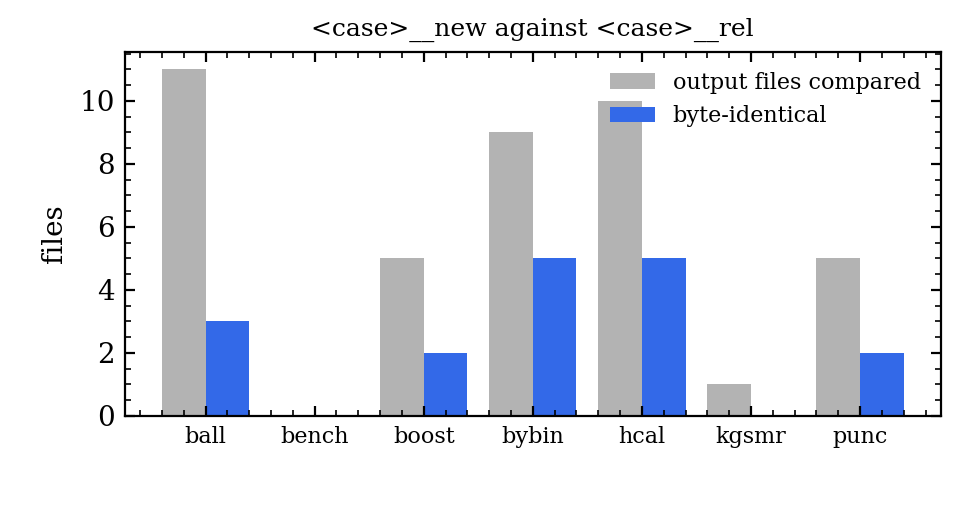 <case>__new against <case>__rel
output files compared
byte-identical
files
10
8
6
4
2
0
ball bench boost bybin hcal kgsmr punc